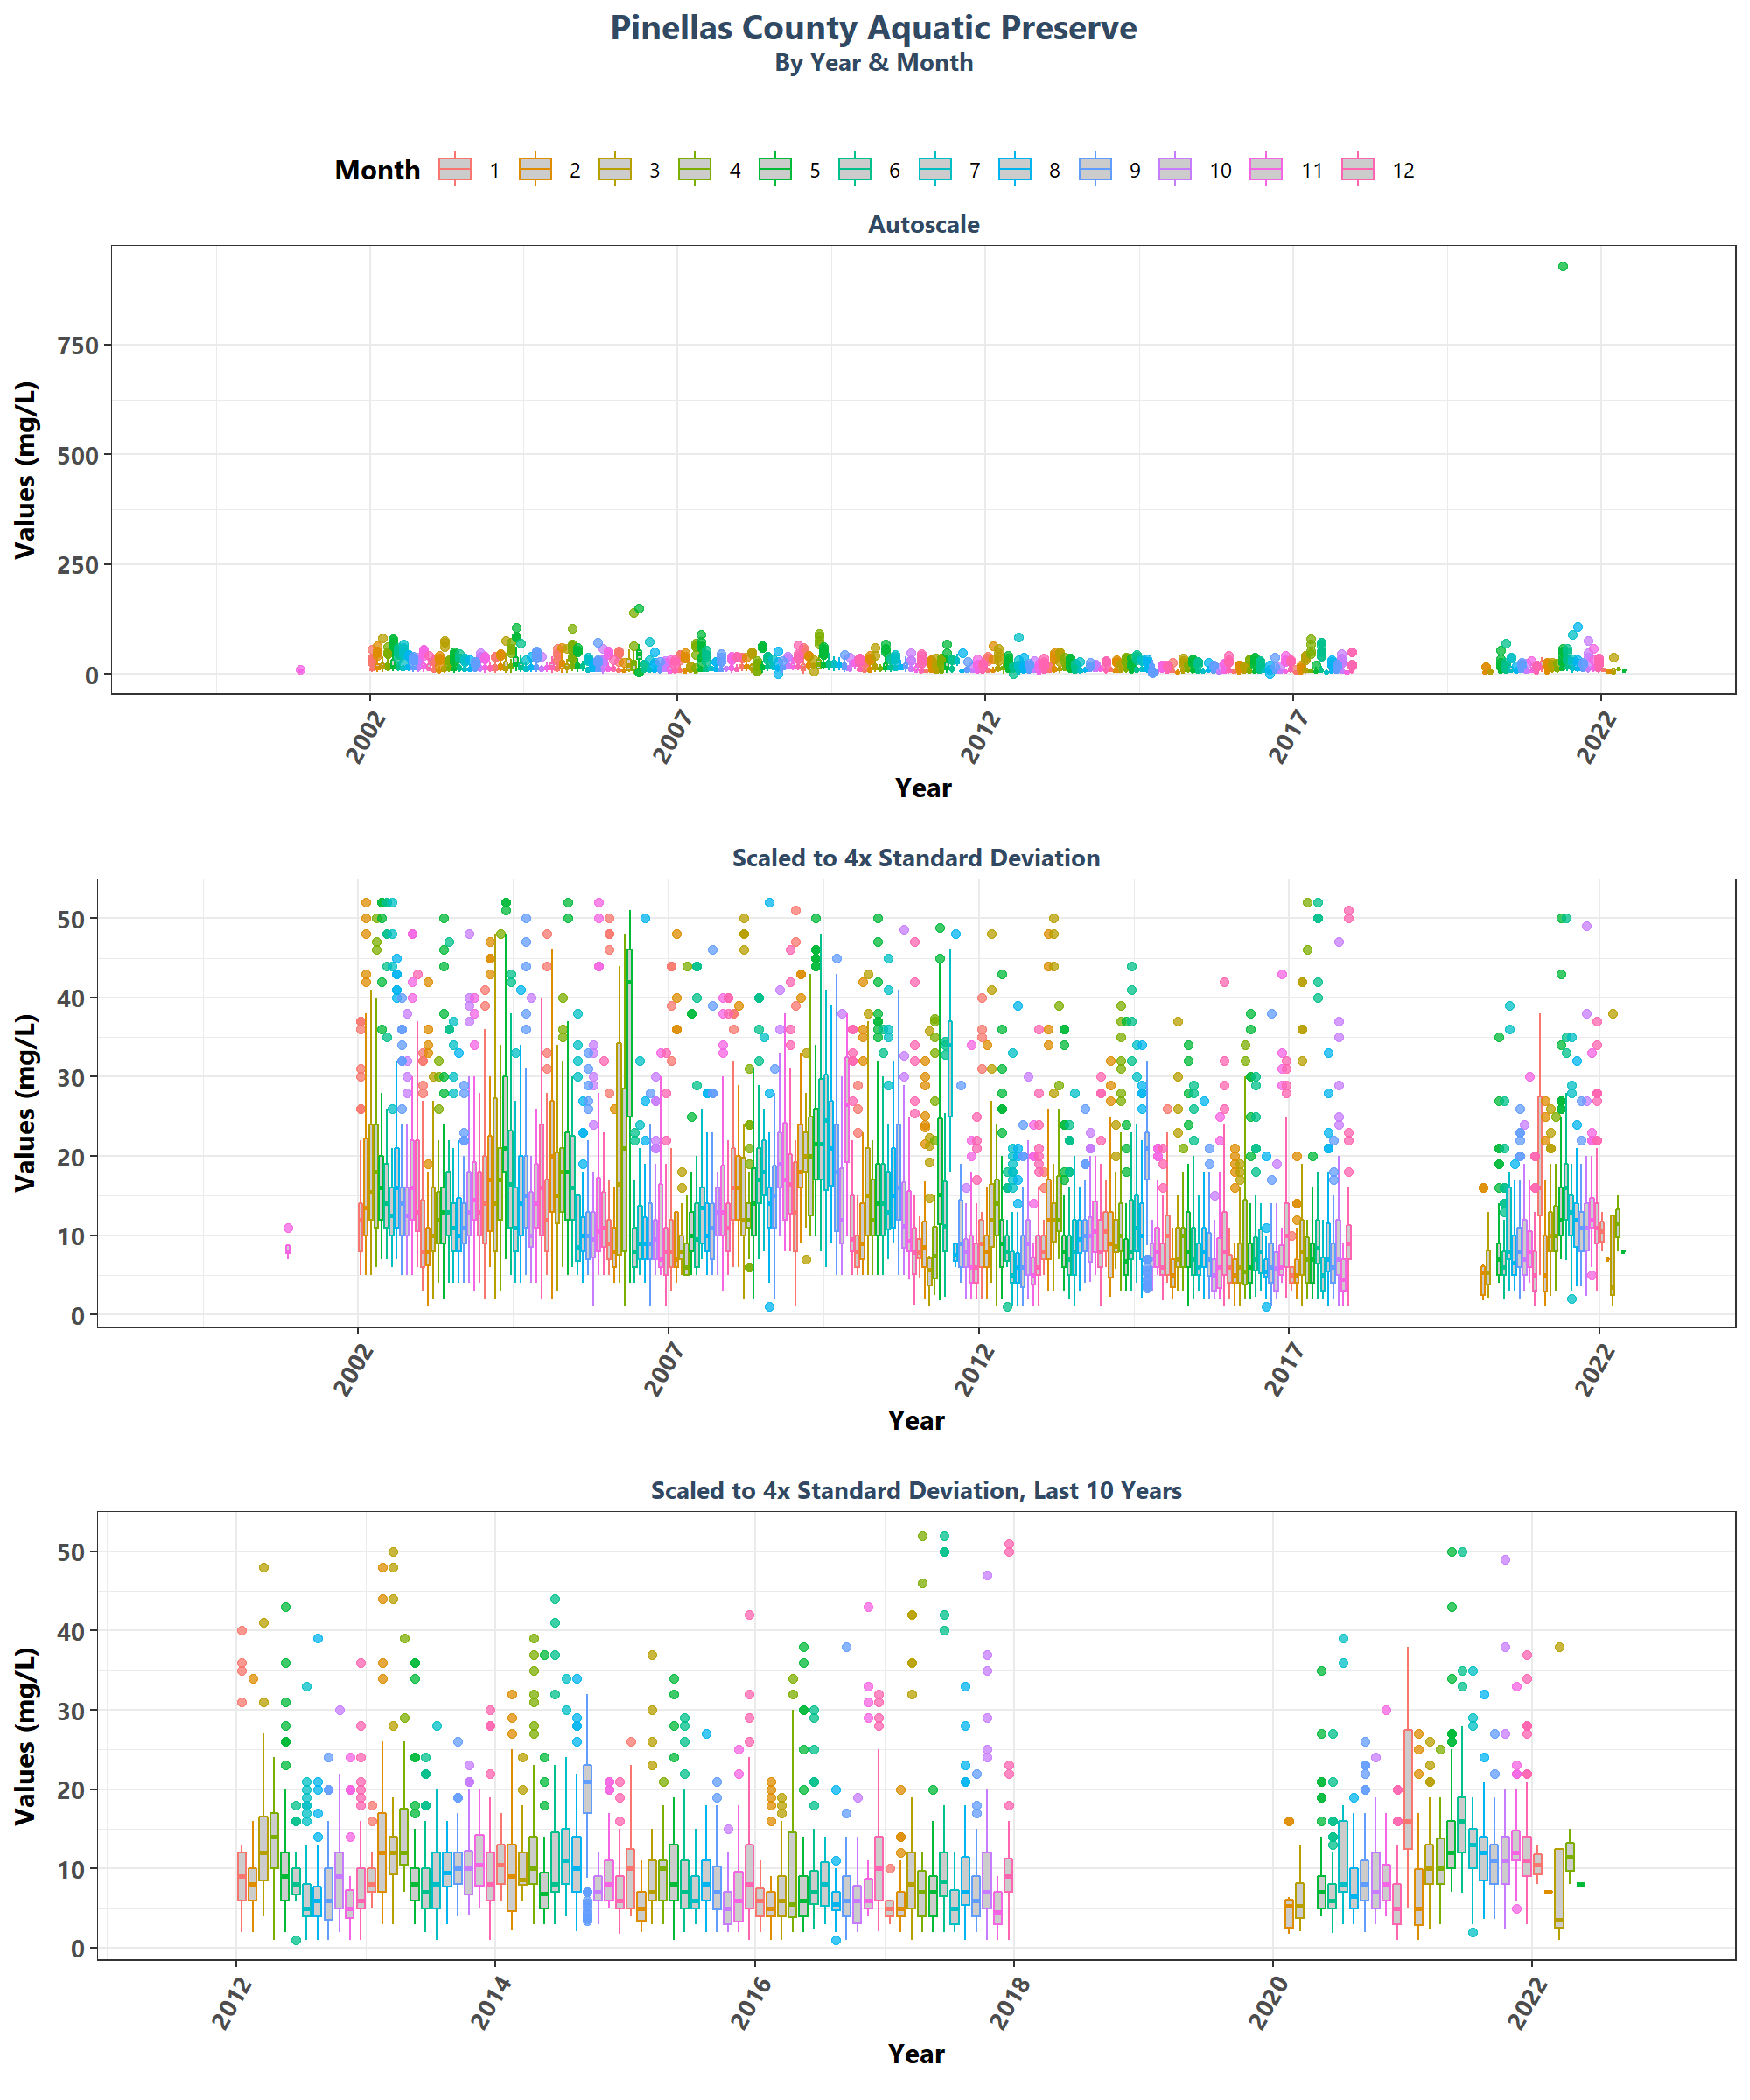 Pinellas County Aquatic Preserve
By Year & Month
Month 1 2 3 4 5 6 7 8 9 10 11 12
Autoscale
Values (mg/L)
750
500
250
0
2002 2007 2012 2017 2022
Year
Scaled to 4x Standard Deviation
Values (mg/L)
50
40
30
20
10
0
2002 2007 2012 2017 2022
Year
Scaled to 4x Standard Deviation, Last 10 Years
Values (mg/L)
50
40
30
20
10
0
2012 2014 2016 2018 2020 2022
Year